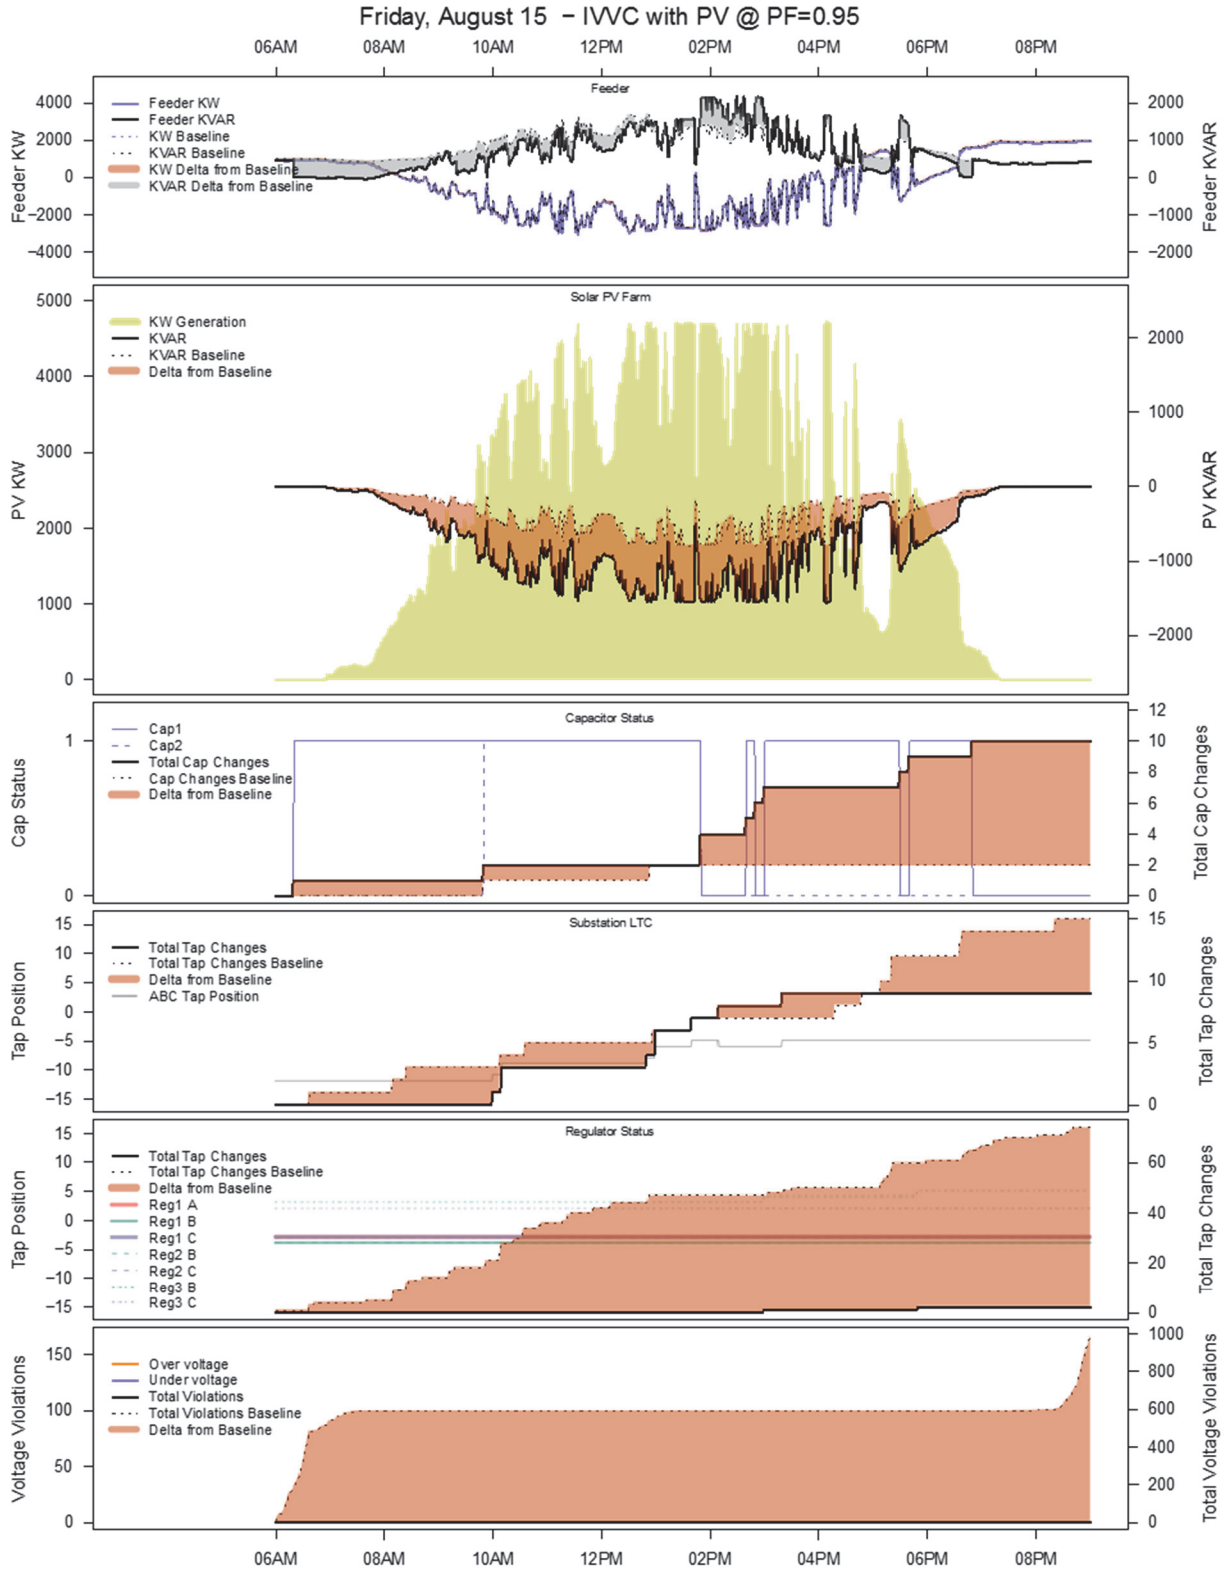 Friday, August 15 − IVVC with PV @ PF=0.95
06AM 08AM 10AM 12PM 02PM 04PM 06PM 08PM
Feeder
Feeder KW
4000
2000
0
−2000
−4000
Feeder KW
Feeder KVAR
KW Baseline
KVAR Baseline
KW Delta from Baseline
KVAR Delta from Baseline
2000
1000
0
−1000
−2000
Feeder KVAR
Solar PV Farm
PV KW
5000
4000
3000
2000
1000
0
KW Generation
KVAR
KVAR Baseline
Delta from Baseline
2000
1000
0
−1000
−2000
PV KVAR
Capacitor Status
Cap Status
1
0
Cap1
Cap2
Total Cap Changes
Cap Changes Baseline
Delta from Baseline
12
10
8
6
4
2
0
Total Cap Changes
Substation LTC
Tap Position
15
10
5
0
−5
−10
−15
Total Tap Changes
Total Tap Changes Baseline
Delta from Baseline
ABC Tap Position
15
10
5
0
Total Tap Changes
Regulator Status
Tap Position
15
10
5
0
−5
−10
−15
Total Tap Changes
Total Tap Changes Baseline
Delta from Baseline
Reg1 A
Reg1 B
Reg1 C
Reg2 B
Reg2 C
Reg3 B
Reg3 C
60
40
20
0
Total Tap Changes
Voltage Violations
150
100
50
0
Over voltage
Under voltage
Total Violations
Total Violations Baseline
Delta from Baseline
1000
800
600
400
200
0
Total Voltage Violations
06AM 08AM 10AM 12PM 02PM 04PM 06PM 08PM